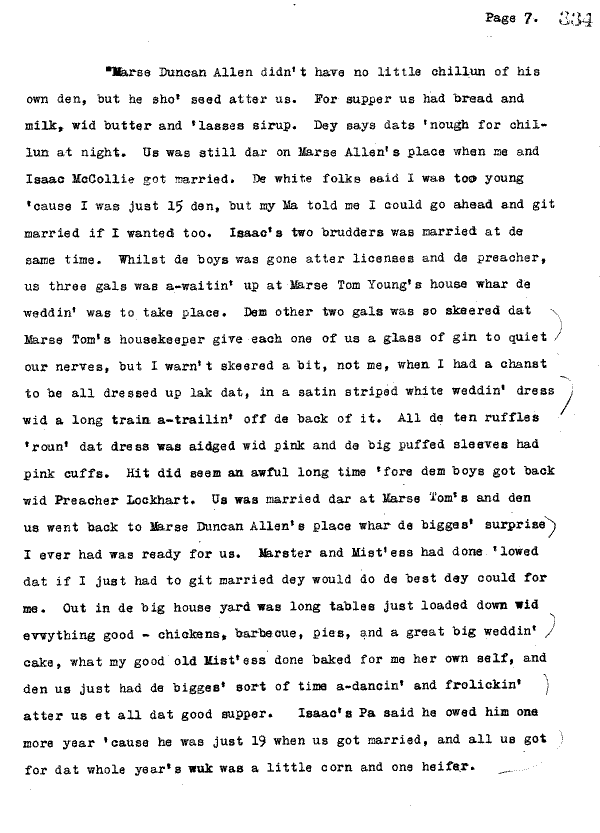 Page 7. 334
"Marse Duncan Allen didn't have no little chillun of his
own den, but he sho' seed atter us. For supper us had bread and
milk, wid butter and 'lasses sirup. Dey says dats 'nough for chil-
lun at night. Us was still dar on Marse Allen's place when me and
Isaac McCollie got married. De white folks said I was too young
'cause I was just 15 den, but my Ma told me I could go ahead and git
married if I wanted too. Isaac's two brudders was married at de
same time. Whilst de boys was gone atter licenses and de preacher,
us three gals was a-waitin' up at Marse Tom Young's house whar de
weddin' was to take place. Dem other two gals was so skeered dat
Marse Tom's housekeeper give each one of us a glass of gin to quiet
our nerves, but I warn't skeered a bit, not me, when I had a chanst
to be all dressed up lak dat, in a satin striped white weddin' dress
wid a long train a-trailin' off de back of it. All de ten ruffles
'roun' dat dress was aidged wid pink and de big puffed sleeves had
pink cuffs. Hit did seem an awful long time 'fore dem boys got back
wid Preacher Lockhart. Us was married dar at Marse Tom's and den
us went back to Marse Duncan Allen's place whar de bigges' surprise
I ever had was ready for us. Marster and Mist'ess had done 'lowed
dat if I just had to git married dey would do de best dey could for
me. Out in de big house yard was long tables just loaded down wid
evvything good - chickens, barbecue, pies, and a great big weddin'
cake, what my good old Mist'ess done baked for me her own self, and
den us just had de bigges' sort of time a-dancin' and frolickin'
atter us et all dat good supper. Isaac's Pa said he owed him one
more year 'cause he was just 19 when us got married, and all us got
for dat whole year's wuk was a little corn and one heifer.